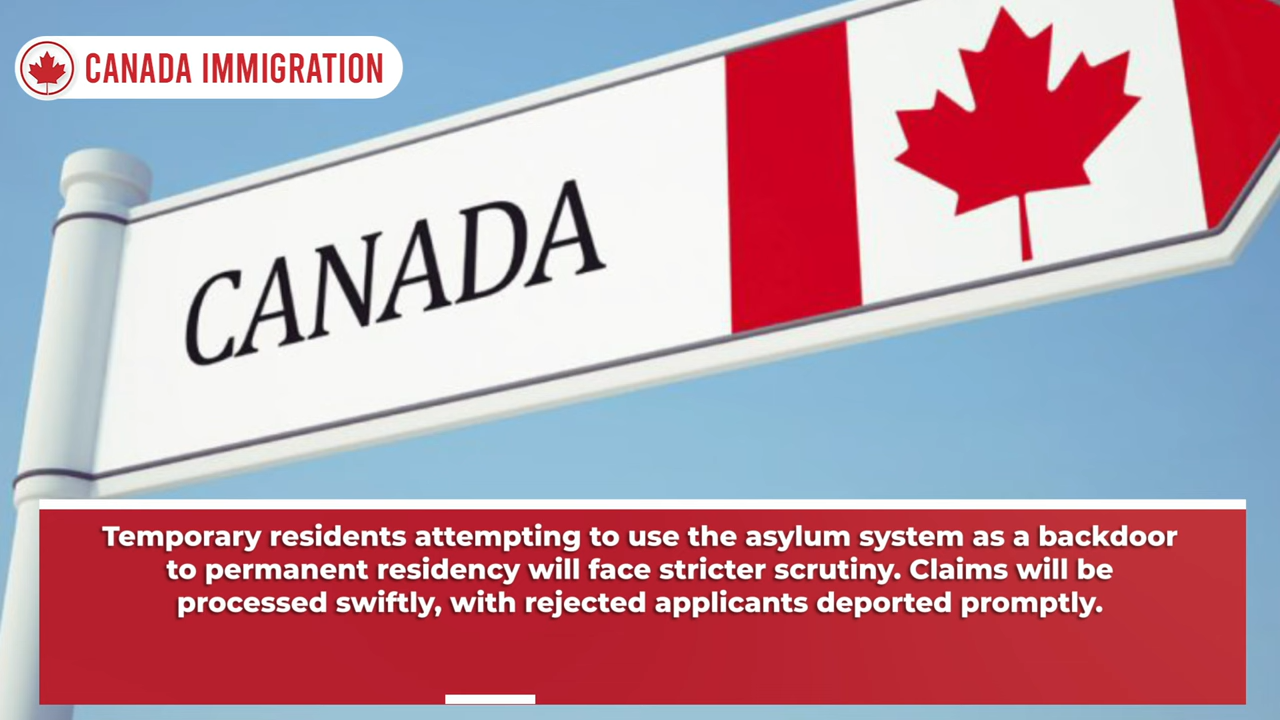 CANADA IMMIGRATION
CANADA
Temporary residents attempting to use the asylum system as a backdoor
to permanent residency will face stricter scrutiny. Claims will be
processed swiftly, with rejected applicants deported promptly.